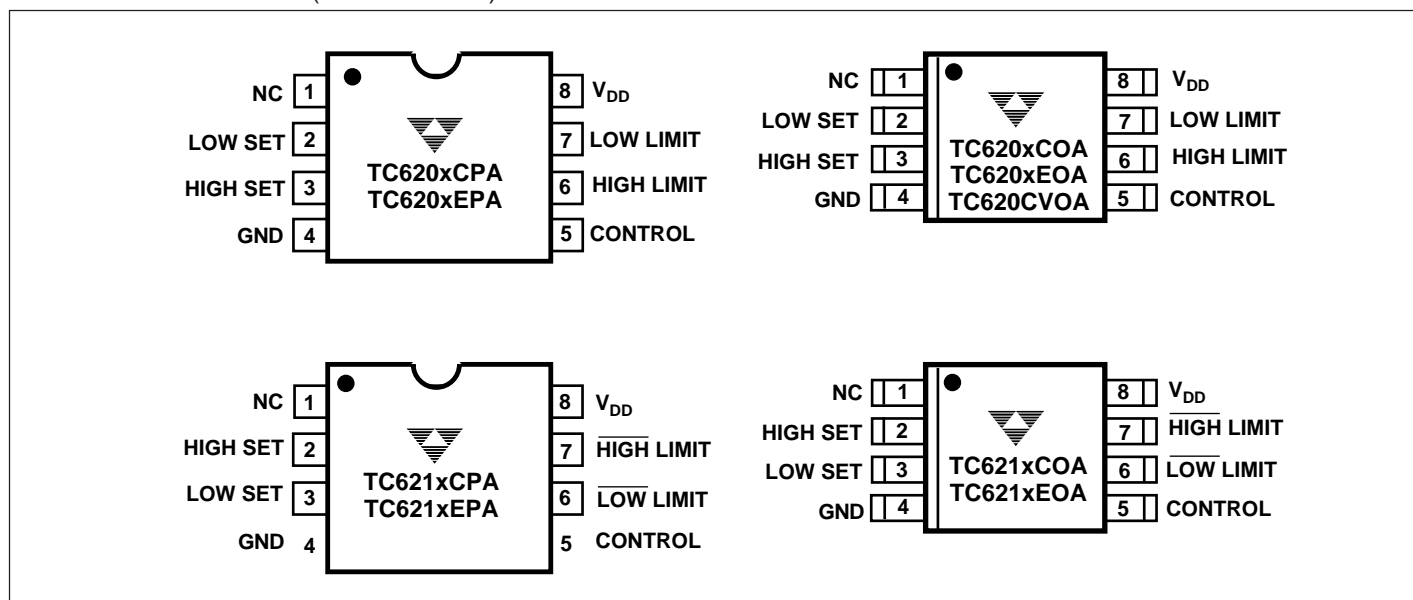 NC 1
LOW SET 2
HIGH SET 3
GND 4
TC620xCPA
TC620xEPA
8 VDD
7 LOW LIMIT
6 HIGH LIMIT
5 CONTROL
NC 1
LOW SET 2
HIGH SET 3
GND 4
TC620xCOA
TC620xEOA
TC620CVOA
8 VDD
7 LOW LIMIT
6 HIGH LIMIT
5 CONTROL
NC 1
HIGH SET 2
LOW SET 3
GND 4
TC621xCPA
TC621xEPA
8 VDD
7 HIGH LIMIT
6 LOW LIMIT
5 CONTROL
NC 1
HIGH SET 2
LOW SET 3
GND 4
TC621xCOA
TC621xEOA
8 VDD
7 HIGH LIMIT
6 LOW LIMIT
5 CONTROL